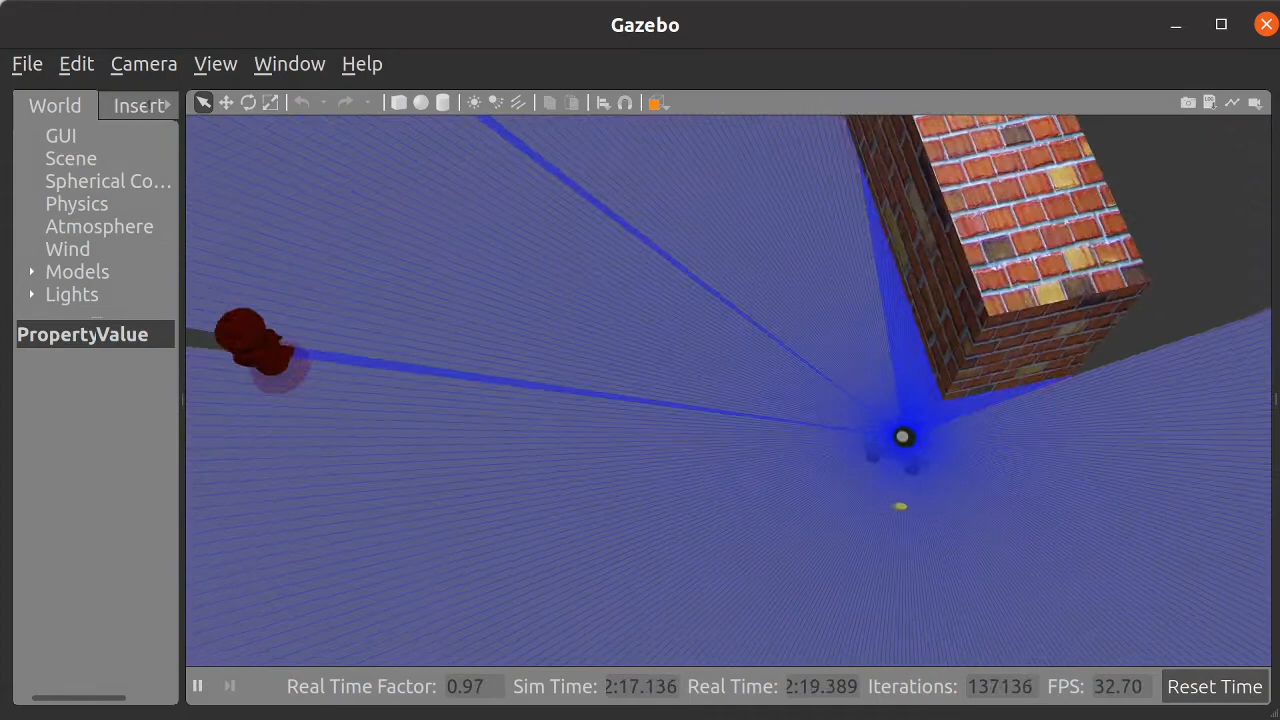 Gazebo
File Edit Camera View Window Help
World Insert
GUI
Scene
Spherical Co...
Physics
Atmosphere
Wind
Models
Lights
Property Value
Real Time Factor: 0.97 Sim Time: 2:17.136 Real Time: 2:19.389 Iterations: 137136 FPS: 32.70 Reset Time